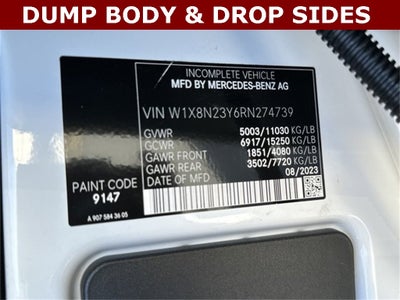 DUMP BODY & DROP SIDES
INCOMPLETE VEHICLE
MFD BY MERCEDES-BENZ AG
VIN W1X8N23Y6RN274739
GVWR 5003/11030 KG/LB
GCWR 6917/15250 KG/LB
GAWR FRONT 1851/4080 KG/LB
GAWR REAR 3502/7720 KG/LB
DATE OF MFD 08/2023
PAINT CODE
9147
A 907 584 36 05